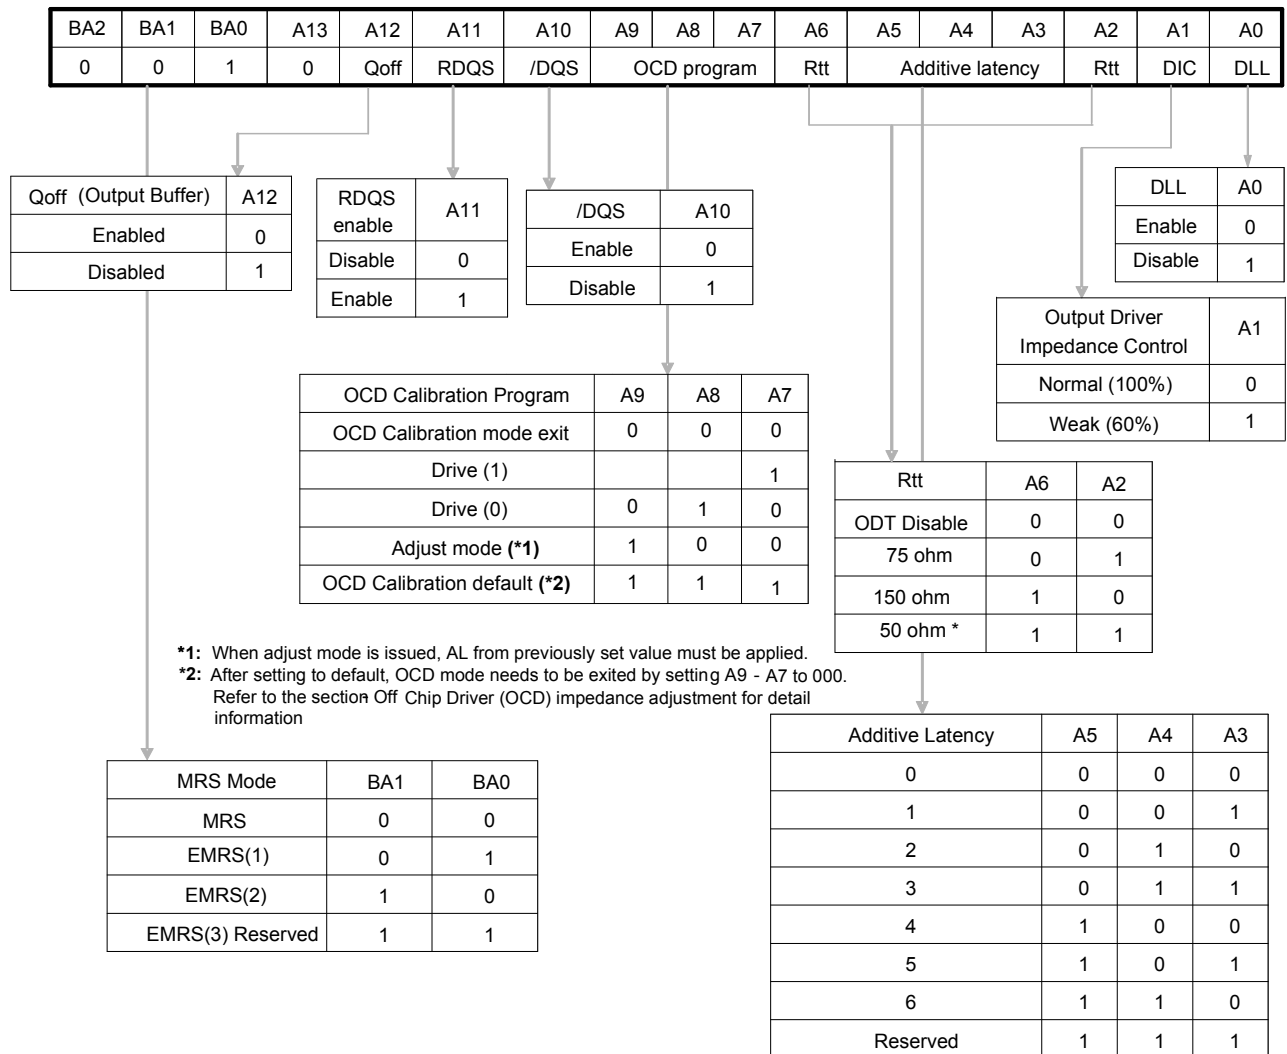 BA2 BA1 BA0 A13 A12 A11 A10 A9 A8 A7 A6 A5 A4 A3 A2 A1 A0
0 0 1 0 Qoff RDQS /DQS OCD program Rtt Additive latency Rtt DIC DLL
Qoff (Output Buffer) A12
Enabled 0
Disabled 1
RDQS enable A11
Disable 0
Enable 1
/DQS A10
Enable 0
Disable 1
DLL A0
Enable 0
Disable 1
Output Driver
Impedance Control A1
Normal (100%) 0
Weak (60%) 1
OCD Calibration Program A9 A8 A7
OCD Calibration mode exit 0 0 0
Drive (1) 1
Drive (0) 0 1 0
Adjust mode (*1) 1 0 0
OCD Calibration default (*2) 1 1 1
Rtt A6 A2
ODT Disable 0 0
75 ohm 0 1
150 ohm 1 0
50 ohm * 1 1
*1: When adjust mode is issued, AL from previously set value must be applied.
*2: After setting to default, OCD mode needs to be exited by setting A9 - A7 to 000.
Refer to the section Off Chip Driver (OCD) impedance adjustment for detail
information
MRS Mode BA1 BA0
MRS 0 0
EMRS(1) 0 1
EMRS(2) 1 0
EMRS(3) Reserved 1 1
Additive Latency A5 A4 A3
0 0 0 0
1 0 0 1
2 0 1 0
3 0 1 1
4 1 0 0
5 1 0 1
6 1 1 0
Reserved 1 1 1